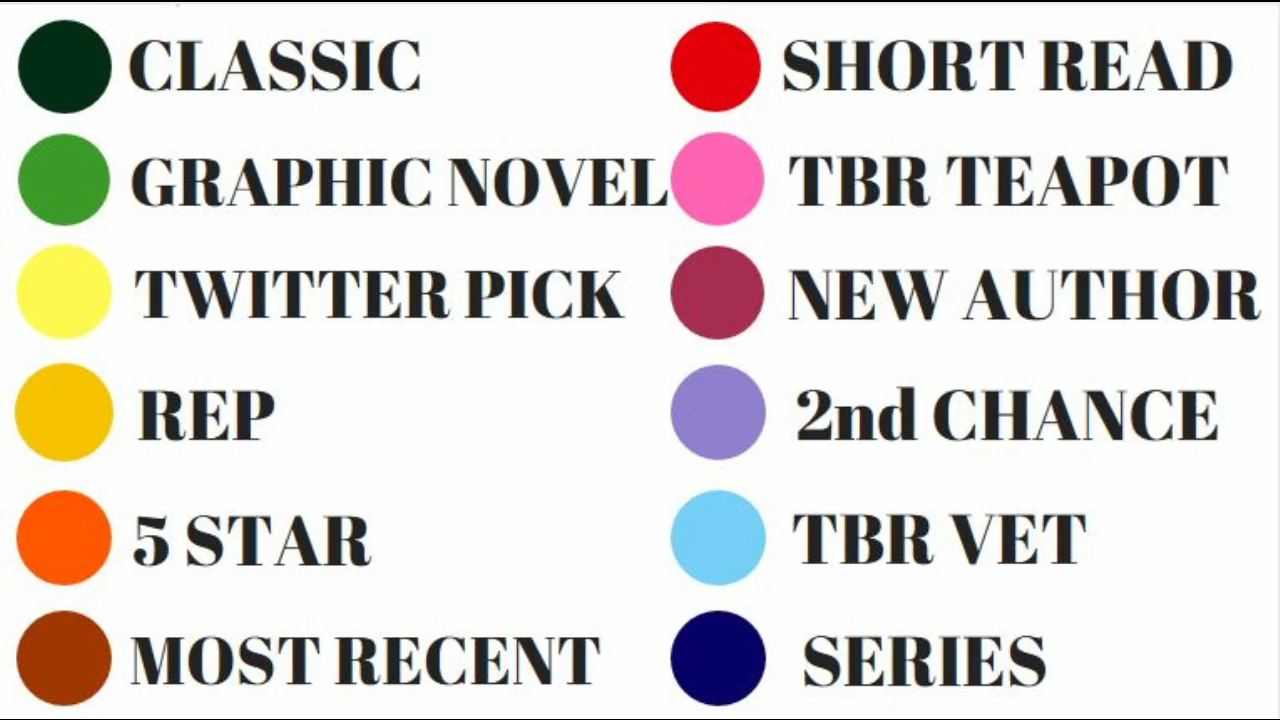 CLASSIC
GRAPHIC NOVEL
TWITTER PICK
REP
5 STAR
MOST RECENT
SHORT READ
TBR TEAPOT
NEW AUTHOR
2nd CHANCE
TBR VET
SERIES